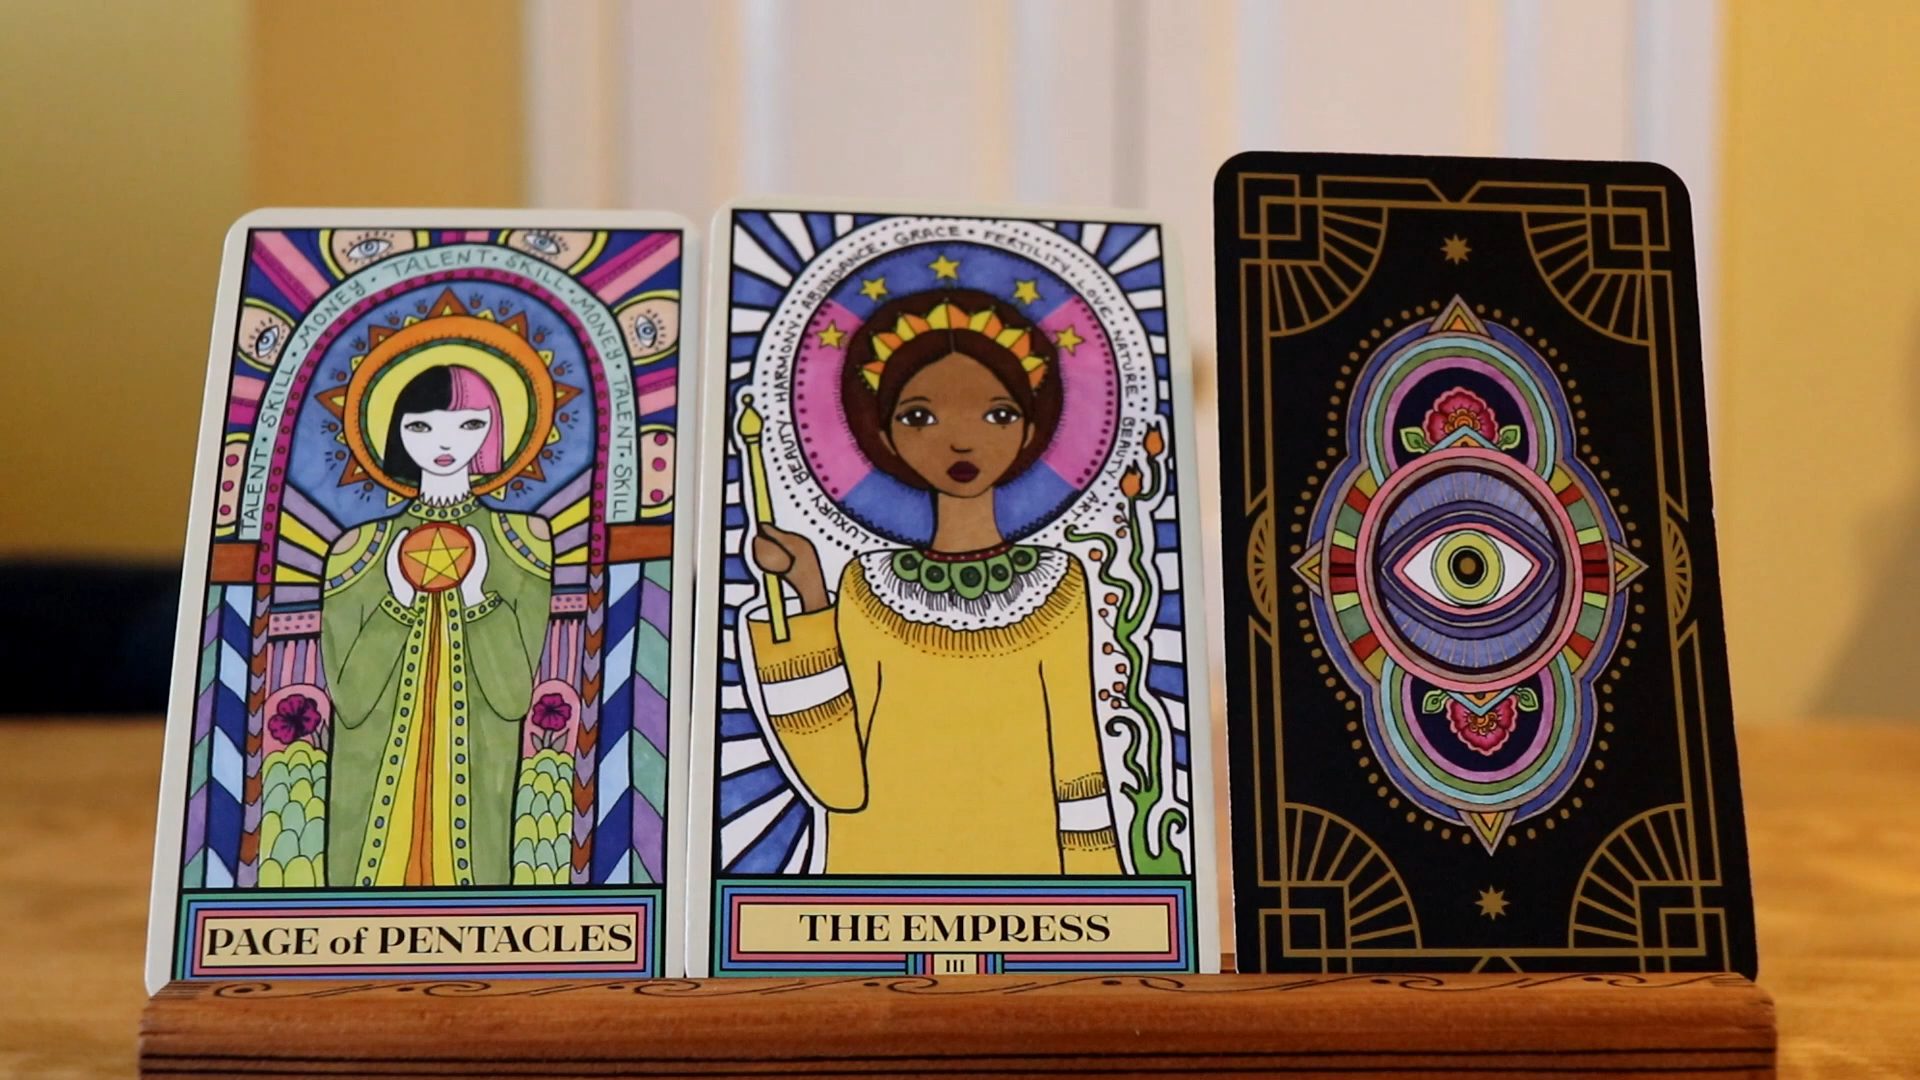 TALENT • SKILL • MONEY • TALENT • SKILL • MONEY • TALENT • SKILL
PAGE of PENTACLES
LUXURY BEAUTY HARMONY • ABUNDANCE • GRACE • FERTILITY • LOVE • NATURE • BEAUTY ART
THE EMPRESS
III